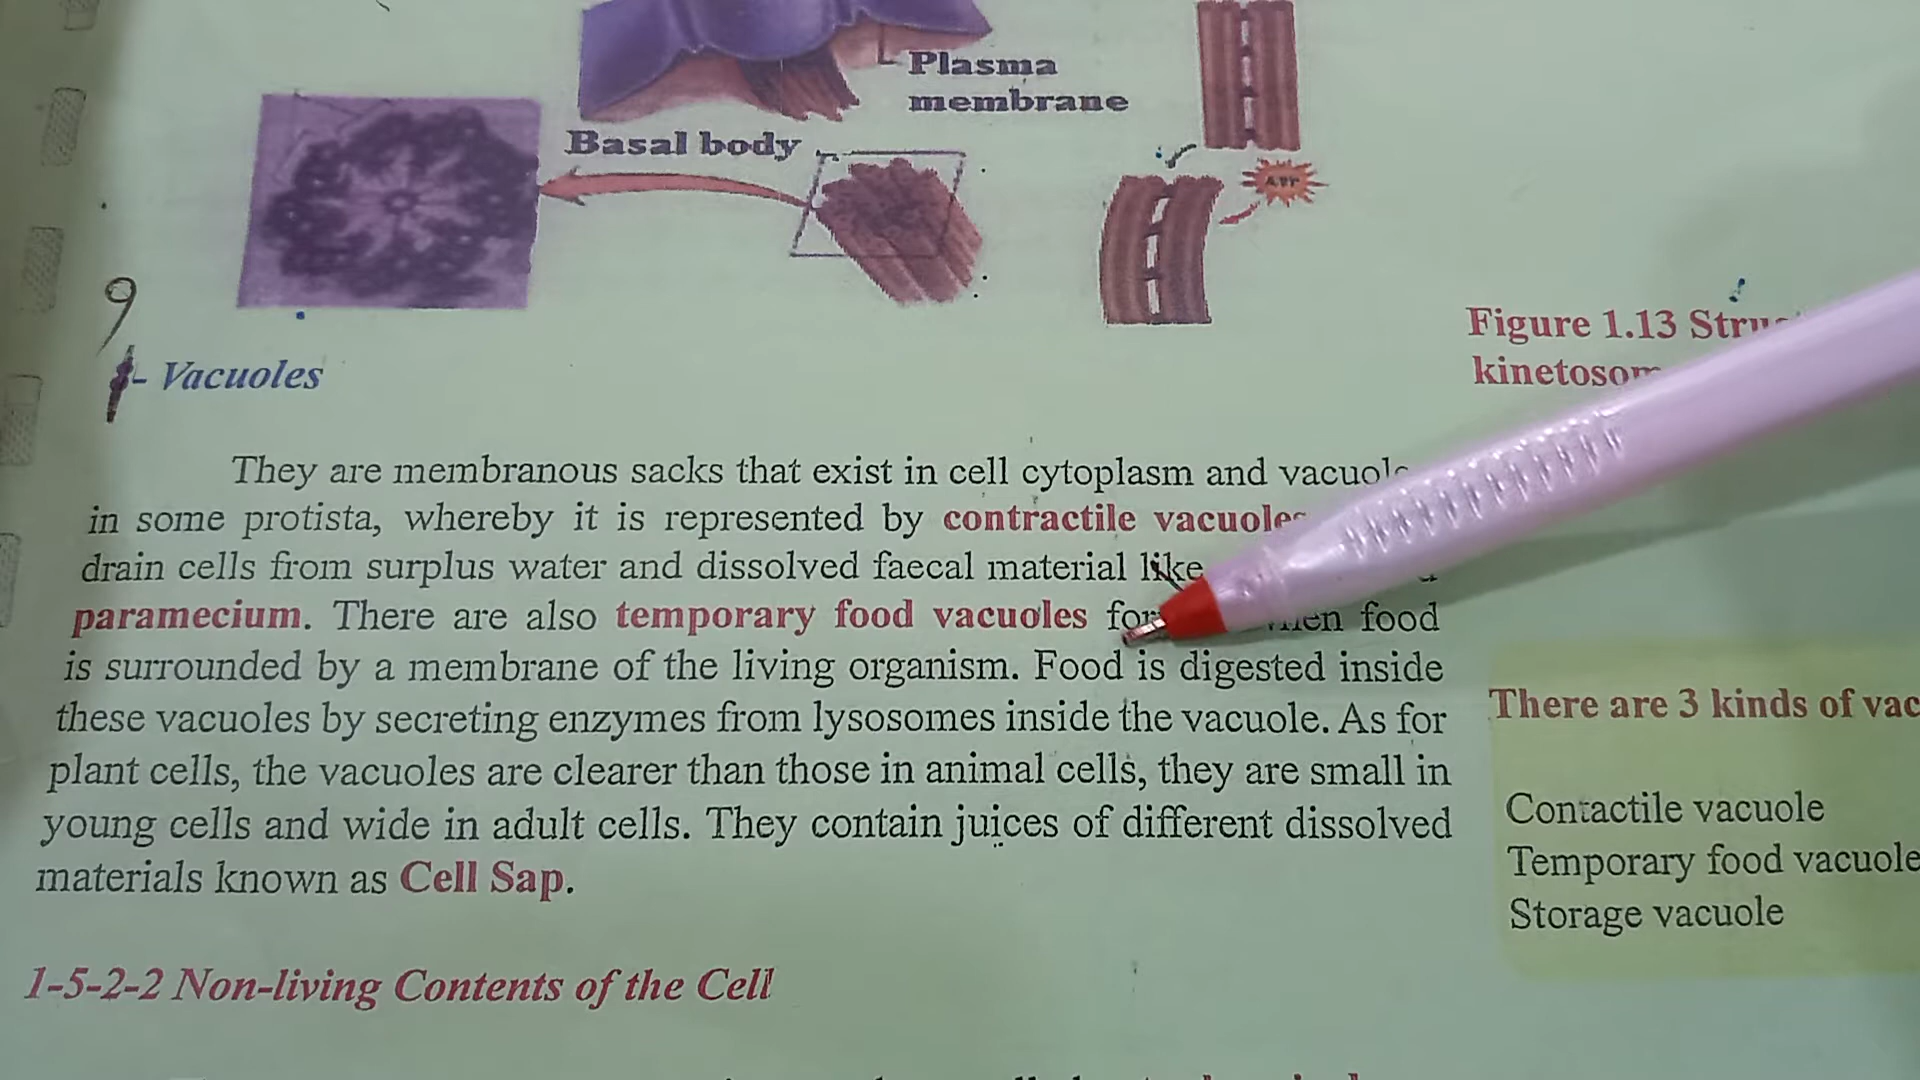 Plasma
membrane
Basal body
ATP
9
- Vacuoles
Figure 1.13
They are membranous sacks that exist in cell cytoplasm and
in some protista, whereby it is represented by contractile
drain cells from surplus water and dissolved faecal material like
paramecium. There are also temporary food vacuoles food
is surrounded by a membrane of the living organism. Food is digested inside
these vacuoles by secreting enzymes from lysosomes inside the vacuole. As for
plant cells, the vacuoles are clearer than those in animal cells, they are small in
young cells and wide in adult cells. They contain juices of different dissolved
materials known as Cell Sap.
There are 3 kinds of vac
Contactile vacuole
Temporary food vacuole
Storage vacuole
1-5-2-2 Non-living Contents of the Cell